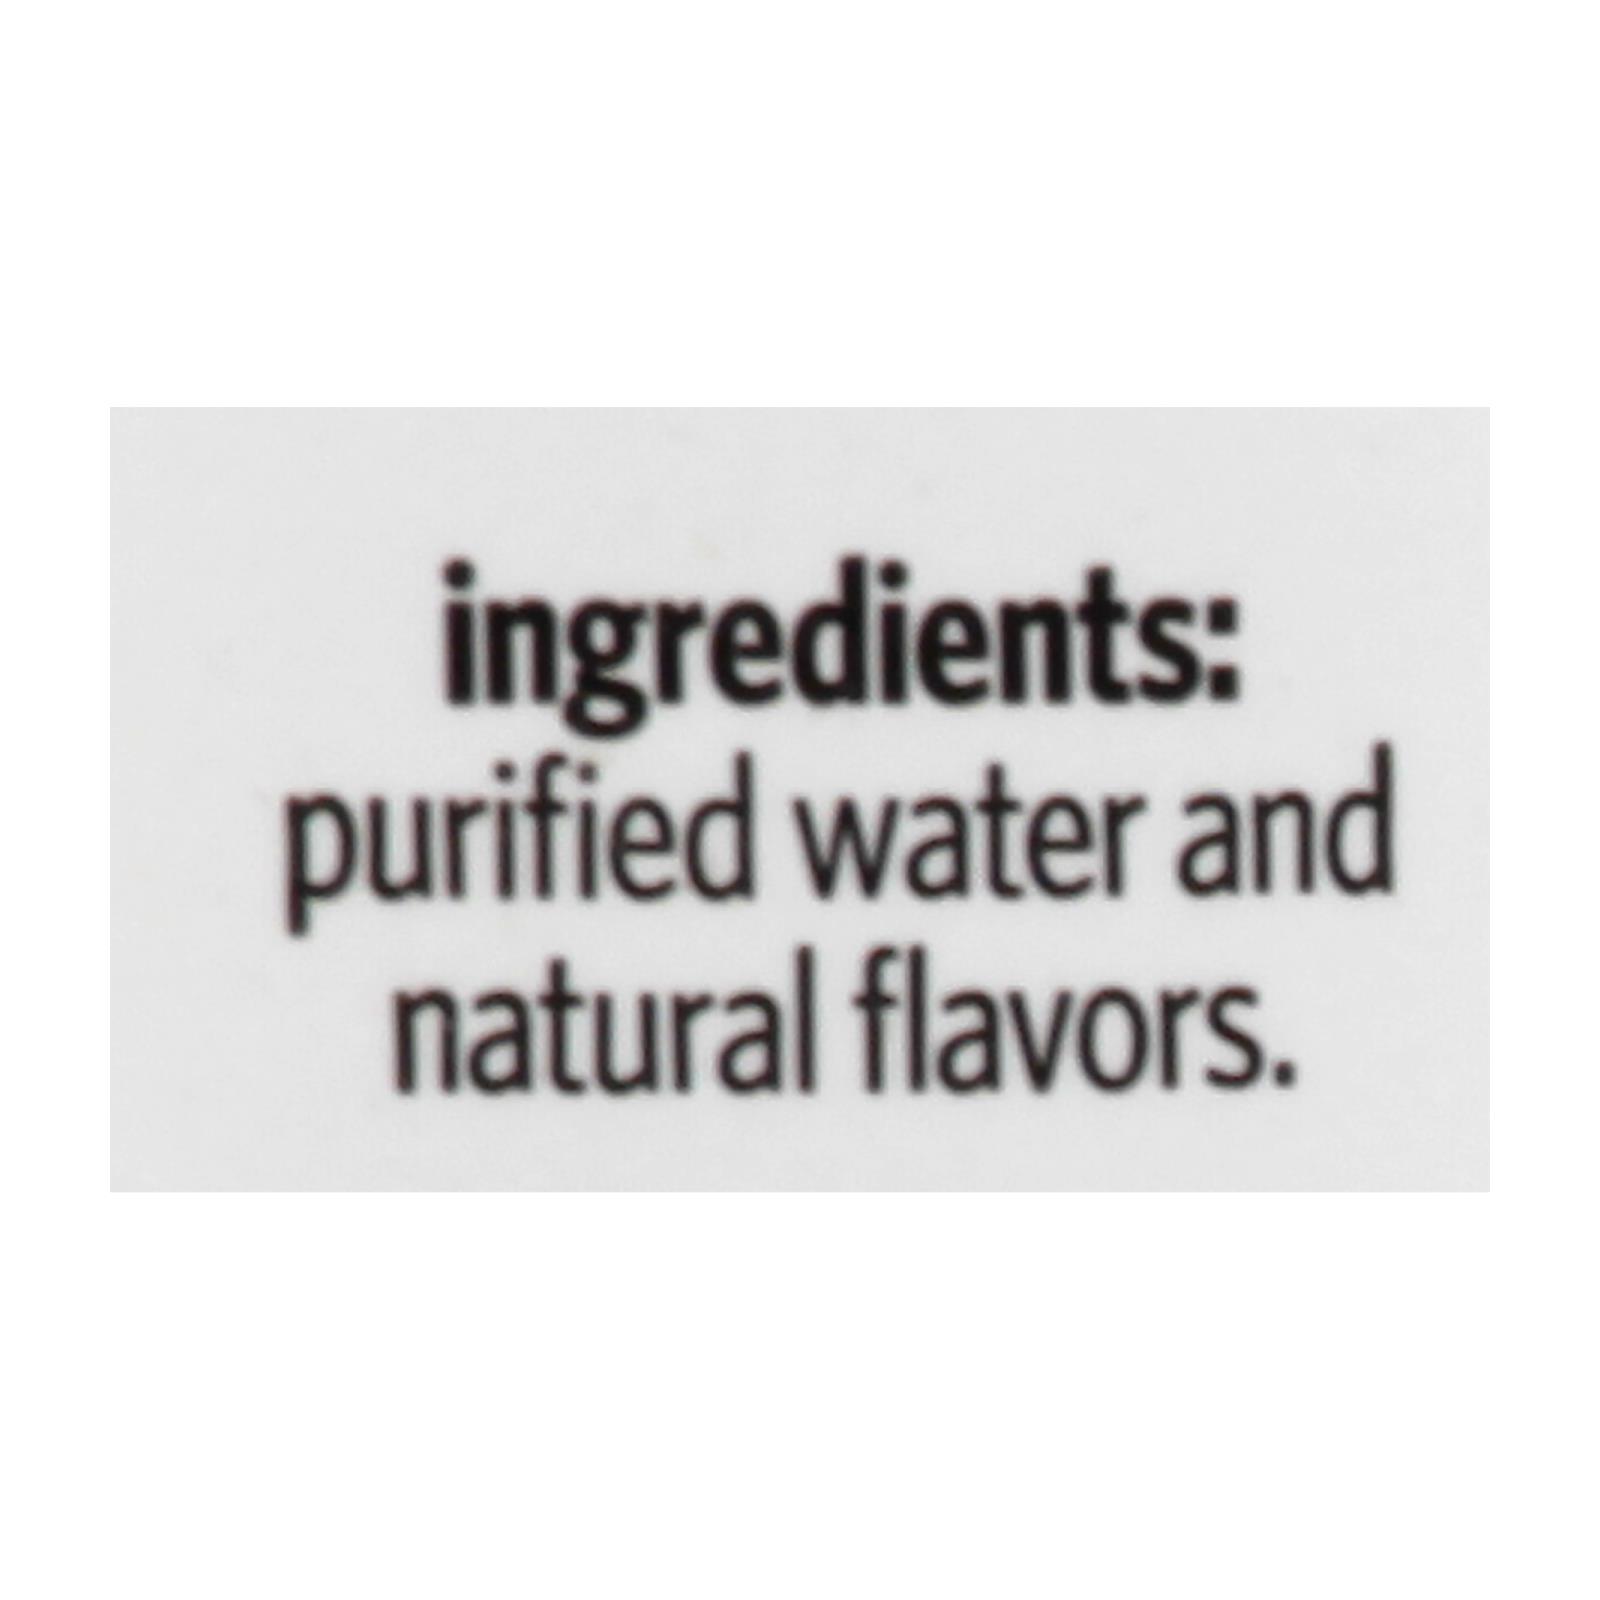 ingredients:
purified water and
natural flavors.